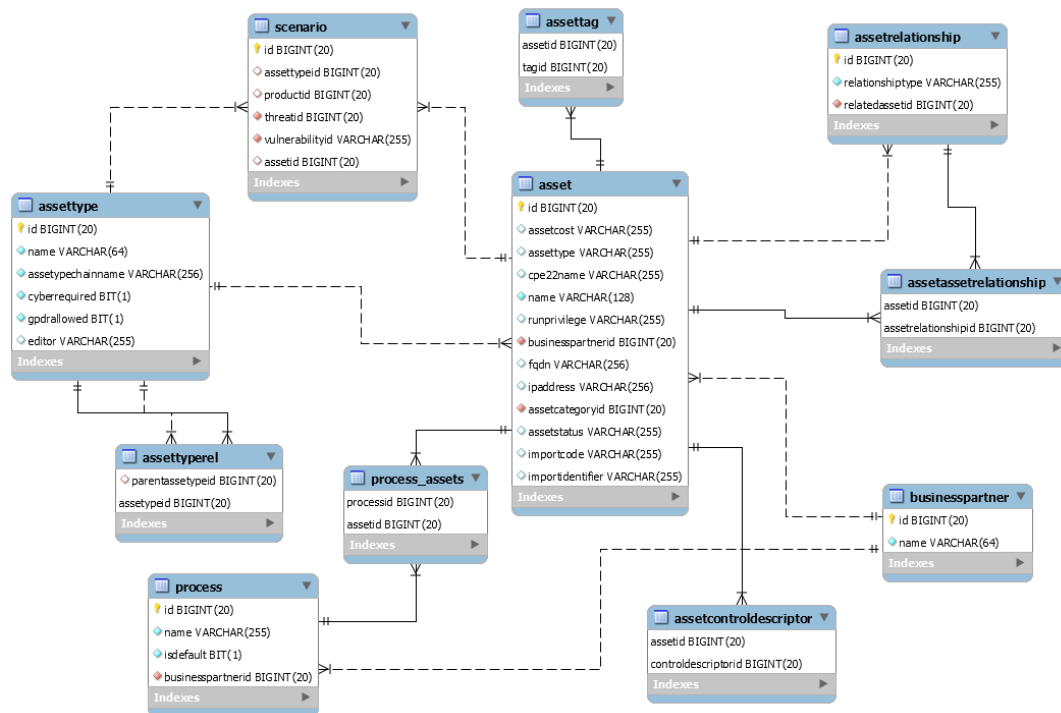 scenario
id BIGINT(20)
assettypeid BIGINT(20)
productid BIGINT(20)
threatid BIGINT(20)
vulnerabilityid VARCHAR(255)
assetid BIGINT(20)
Indexes
assettag
assetid BIGINT(20)
tagid BIGINT(20)
Indexes
assetrelationship
id BIGINT(20)
relationshiptype VARCHAR(255)
relatedassetid BIGINT(20)
Indexes
assettype
id BIGINT(20)
name VARCHAR(64)
assetypechainname VARCHAR(256)
cyberrequired BIT(1)
gpdrallowed BIT(1)
editor VARCHAR(255)
Indexes
asset
id BIGINT(20)
assetcost VARCHAR(255)
assettype VARCHAR(255)
cpe22name VARCHAR(255)
name VARCHAR(128)
runprivilege VARCHAR(255)
businesspartnerid BIGINT(20)
fqdn VARCHAR(256)
ipaddress VARCHAR(256)
assetcategoryid BIGINT(20)
assetstatus VARCHAR(255)
importcode VARCHAR(255)
importidentifier VARCHAR(255)
Indexes
assetassetrelationship
assetid BIGINT(20)
assetrelationshipid BIGINT(20)
Indexes
assettyperel
parentassetypeid BIGINT(20)
assetypeid BIGINT(20)
Indexes
process_assets
processid BIGINT(20)
assetid BIGINT(20)
Indexes
businesspartner
id BIGINT(20)
name VARCHAR(64)
Indexes
process
id BIGINT(20)
name VARCHAR(255)
isdefault BIT(1)
businesspartnerid BIGINT(20)
Indexes
assetcontroldescriptor
assetid BIGINT(20)
controldescriptorid BIGINT(20)
Indexes